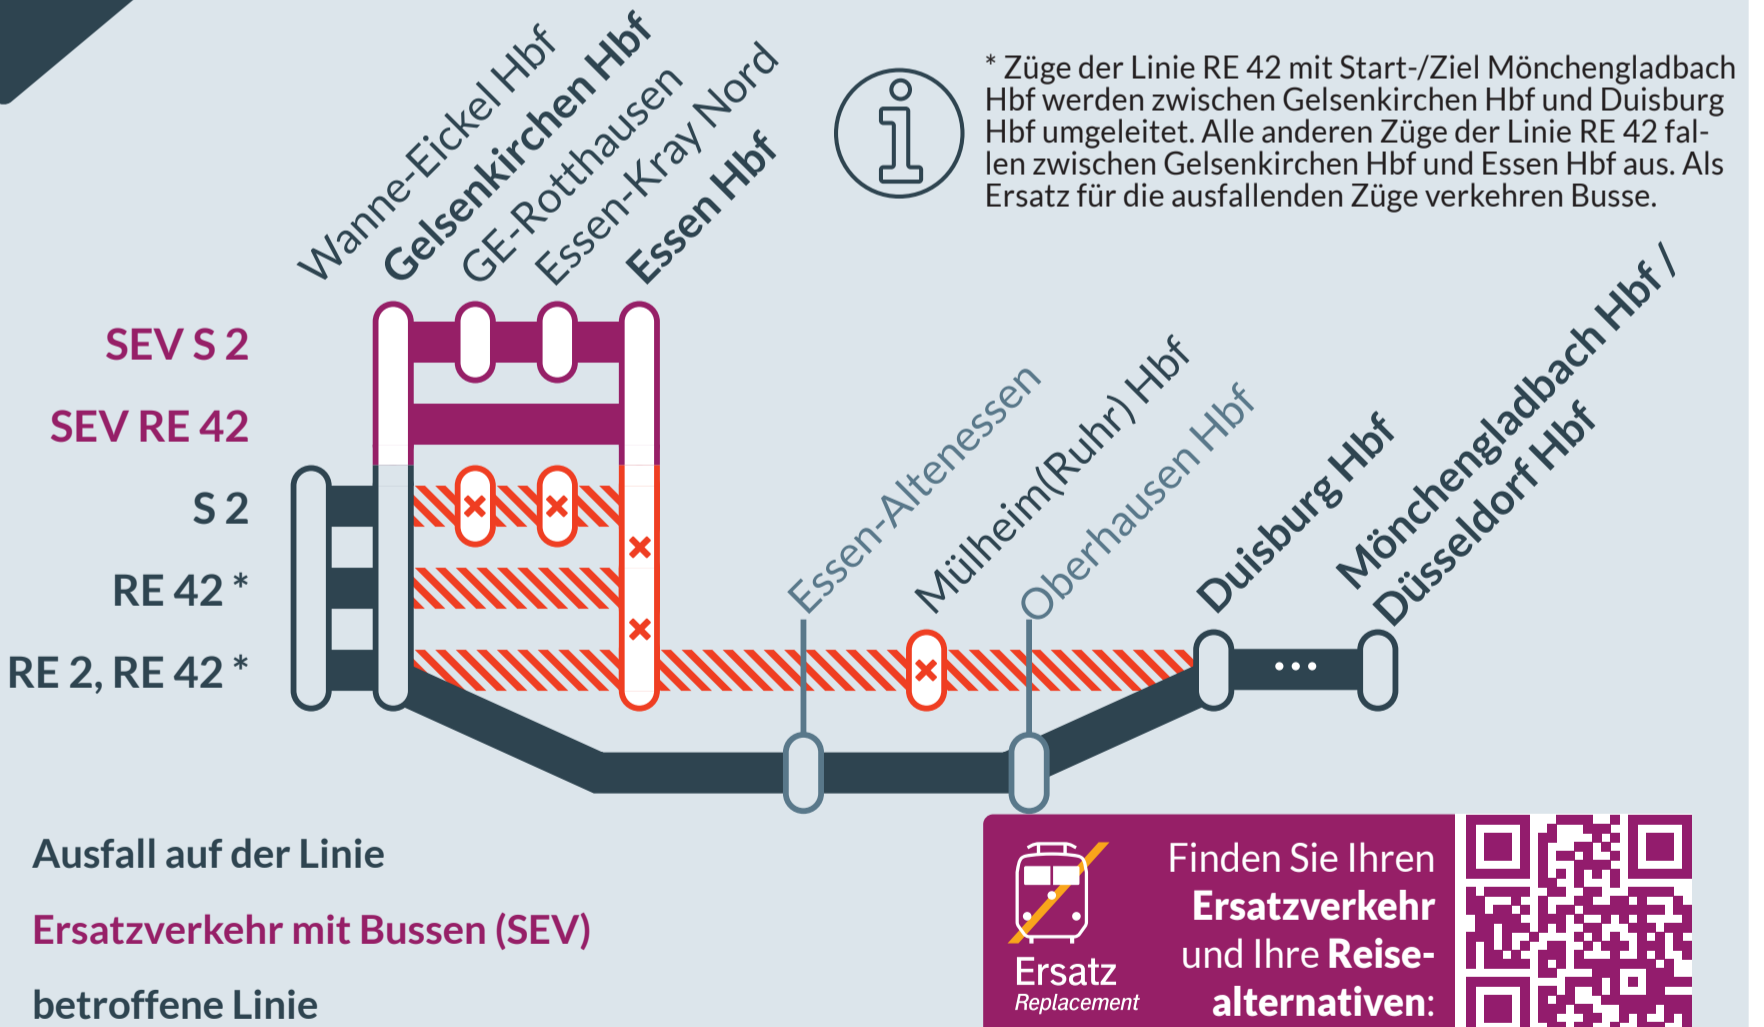 Wanne-Eickel Hbf
Gelsenkirchen Hbf
GE-Rotthausen
Essen-Kray Nord
Essen Hbf
* Züge der Linie RE 42 mit Start-/Ziel Mönchengladbach
Hbf werden zwischen Gelsenkirchen Hbf und Duisburg
Hbf umgeleitet. Alle anderen Züge der Linie RE 42 fal-
len zwischen Gelsenkirchen Hbf und Essen Hbf aus. Als
Ersatz für die ausfallenden Züge verkehren Busse.
SEV S 2
SEV RE 42
S 2
RE 42 *
RE 2, RE 42 *
Essen-Altenessen
Mülheim(Ruhr) Hbf
Oberhausen Hbf
Duisburg Hbf
Mönchengladbach Hbf /
Düsseldorf Hbf
Ausfall auf der Linie
Ersatzverkehr mit Bussen (SEV)
betroffene Linie
Ersatz
Replacement
Finden Sie Ihren
Ersatzverkehr
und Ihre Reise-
alternativen: